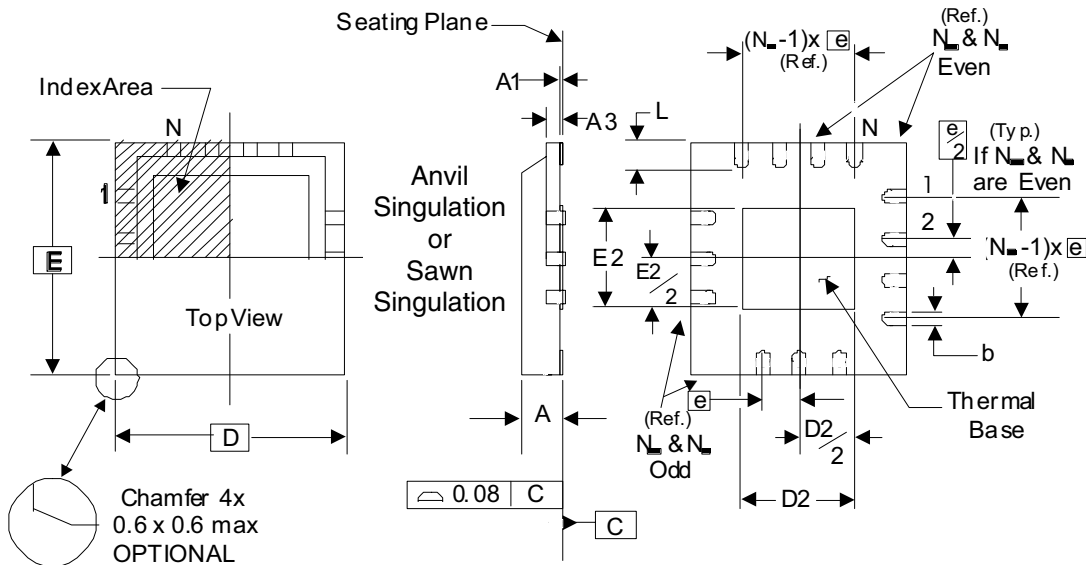 Seating Plane
A1
A3
L
Index Area
N
1
E
Top View
D
Chamfer 4x
0.6 x 0.6 max
OPTIONAL
Anvil
Singulation
or
Sawn
Singulation
A
0.08 C
C
(Ref.)
N & N
Even
(N -1)x e
(Ref.)
N
e
2
(Typ.)
If N & N
are Even
1
2
(N -1)x e
(Ref.)
E2
E2
2
b
e
(Ref.)
N & N
Odd
D2
2
D2
Thermal
Base